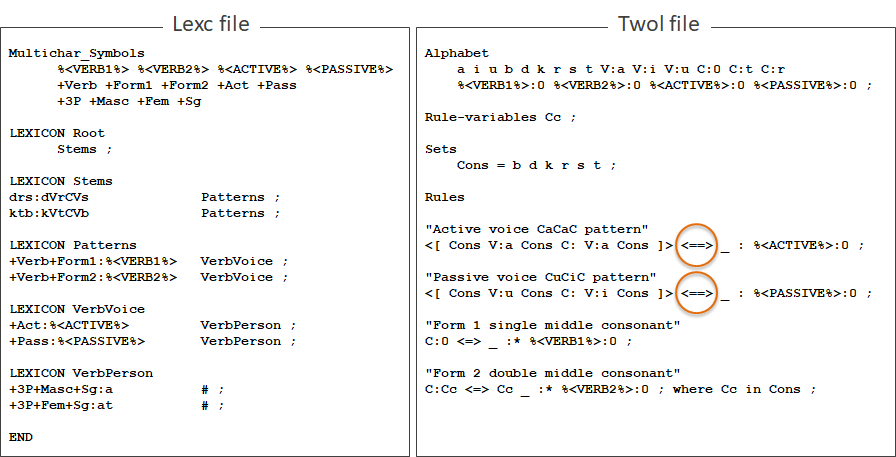 Lexc file
Multichar_Symbols
%<VERB1%> %<VERB2%> %<ACTIVE%> %<PASSIVE%>
+Verb +Form1 +Form2 +Act +Pass
+3P +Masc +Fem +Sg
LEXICON Root
Stems ;
LEXICON Stems
drs:dVrCVs Patterns ;
ktb:kVtCVb Patterns ;
LEXICON Patterns
+Verb+Form1:%<VERB1%> VerbVoice ;
+Verb+Form2:%<VERB2%> VerbVoice ;
LEXICON VerbVoice
+Act:%<ACTIVE%> VerbPerson ;
+Pass:%<PASSIVE%> VerbPerson ;
LEXICON VerbPerson
+3P+Masc+Sg:a # ;
+3P+Fem+Sg:at # ;
END
Twol file
Alphabet
a i u b d k r s t V:a V:i V:u C:0 C:t C:r
%<VERB1%>:0 %<VERB2%>:0 %<ACTIVE%>:0 %<PASSIVE%>:0 ;
Rule-variables Cc ;
Sets
Cons = b d k r s t ;
Rules
"Active voice CaCaC pattern"
<[ Cons V:a Cons C: V:a Cons ]> <==> _ : %<ACTIVE%>:0 ;
"Passive voice CuCiC pattern"
<[ Cons V:u Cons C: V:i Cons ]> <==> _ : %<PASSIVE%>:0 ;
"Form 1 single middle consonant"
C:0 <=> _ :* %<VERB1%>:0 ;
"Form 2 double middle consonant"
C:Cc <=> Cc _ :* %<VERB2%>:0 ; where Cc in Cons ;